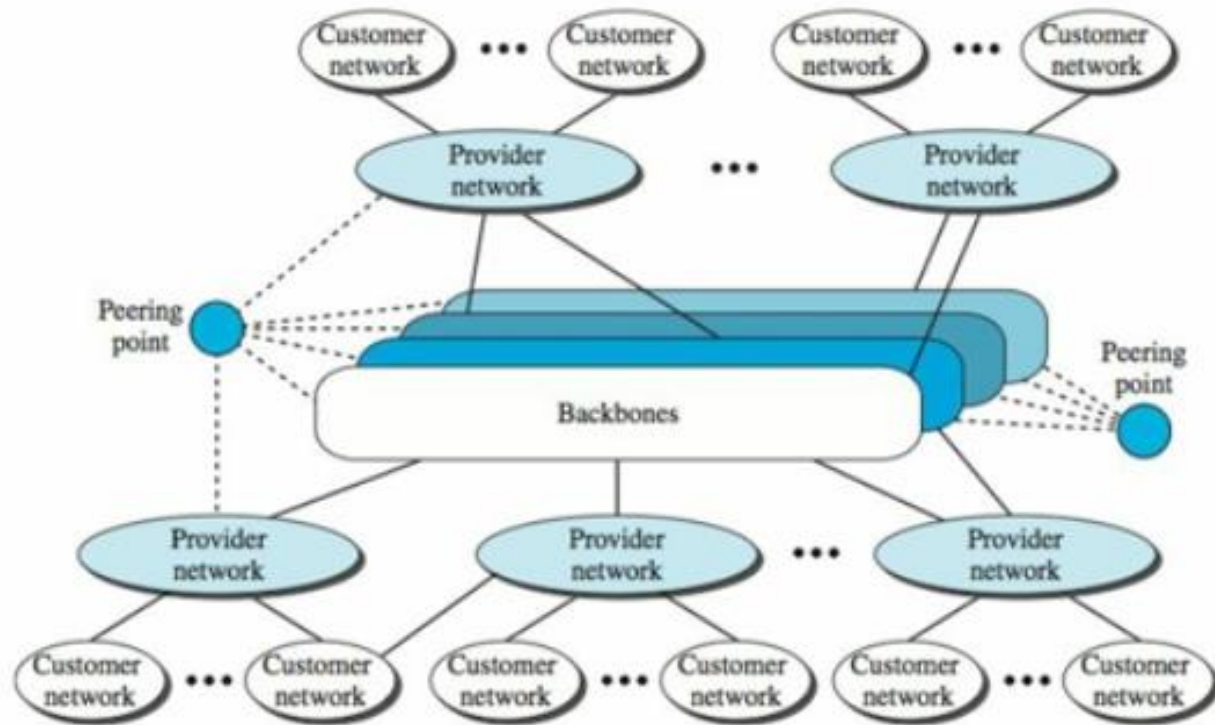 Customer
network
•••
Customer
network
Customer
network
•••
Customer
network
Provider
network
•••
Provider
network
Peering
point
Peering
point
Backbones
Provider
network
Provider
network
•••
Provider
network
Customer
network
•••
Customer
network
Customer
network
•••
Customer
network
Customer
network
•••
Customer
network